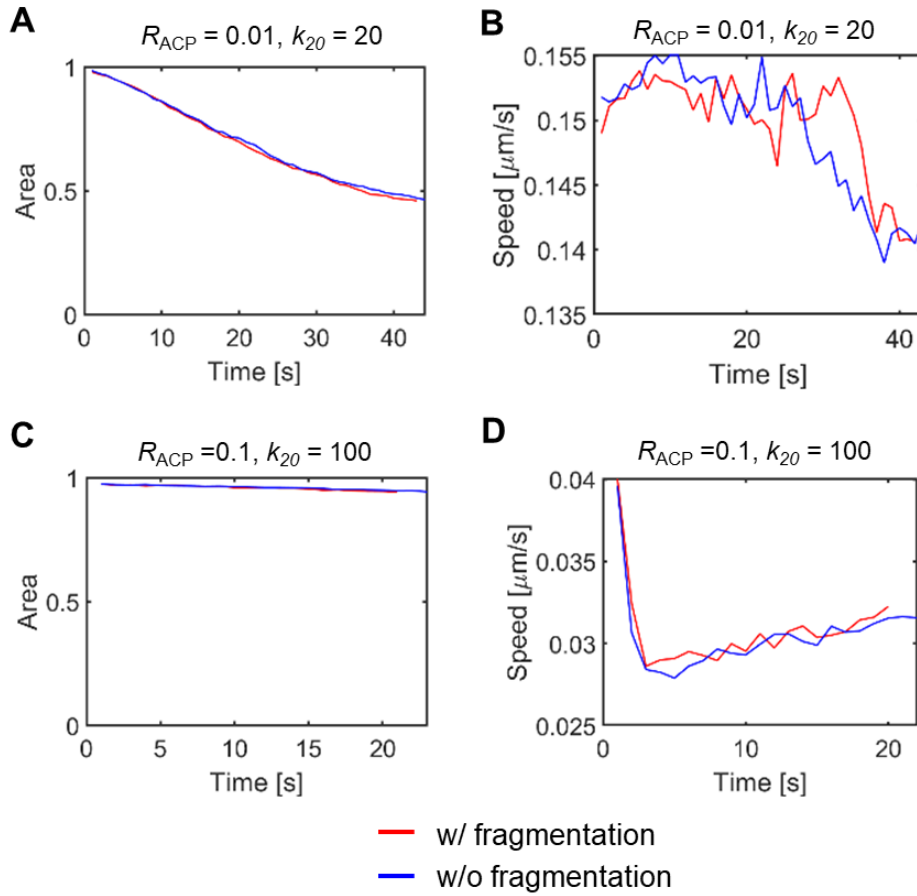 A
R_ACP = 0.01, k_20 = 20
1
0.5
0
Area
0 10 20 30 40
Time [s]
B
R_ACP = 0.01, k_20 = 20
0.155
0.15
0.145
0.14
0.135
Speed [μm/s]
0 20 40
Time [s]
C
R_ACP =0.1, k_20 = 100
1
0.5
0
Area
0 5 10 15 20
Time [s]
D
R_ACP =0.1, k_20 = 100
0.04
0.035
0.03
0.025
Speed [μm/s]
0 10 20
Time [s]
w/ fragmentation
w/o fragmentation